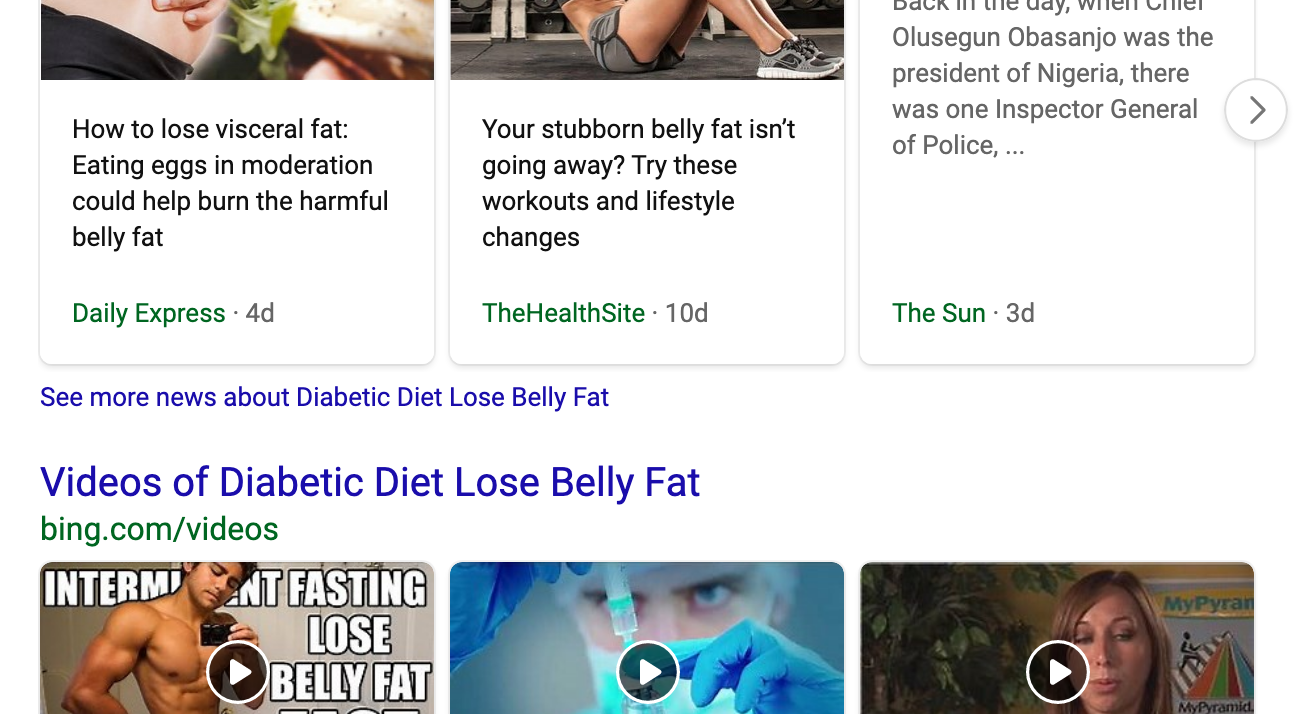 How to lose visceral fat:
Eating eggs in moderation
could help burn the harmful
belly fat
Daily Express · 4d
Your stubborn belly fat isn’t
going away? Try these
workouts and lifestyle
changes
TheHealthSite · 10d
Back in the day, when Chief
Olusegun Obasanjo was the
president of Nigeria, there
was one Inspector General
of Police, ...
The Sun · 3d
See more news about Diabetic Diet Lose Belly Fat
Videos of Diabetic Diet Lose Belly Fat
bing.com/videos
FASTING
LOSE
BELLY FAT
MyPyram
MyPyramid.